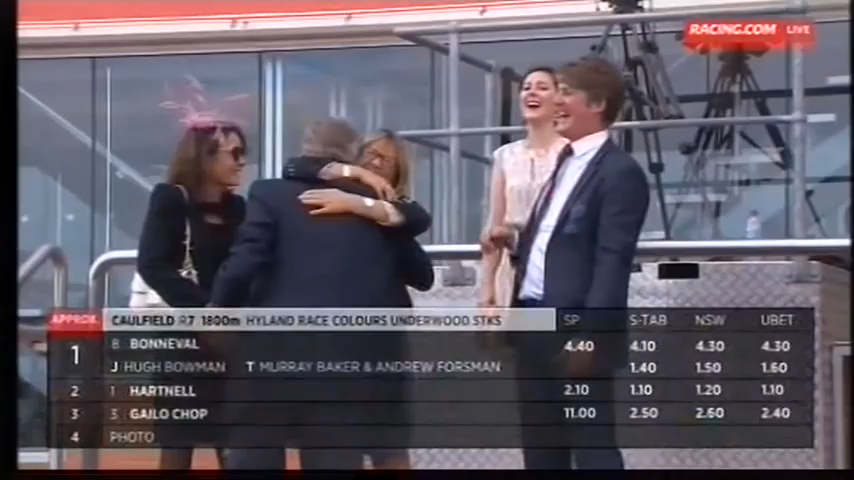 RACING.COM LIVE
APPROX. CAULFIELD R7 1800m HYLAND RACE COLOURS UNDERWOOD STKS SP S-TAB NSW UBET
1 8 BONNEVAL 4.40 4.10 4.30 4.30
J HUGH BOWMAN T MURRAY BAKER & ANDREW FORSMAN 1.40 1.50 1.60
2 1 HARTNELL 2.10 1.10 1.20 1.10
3 3 GAILO CHOP 11.00 2.50 2.60 2.40
4 PHOTO